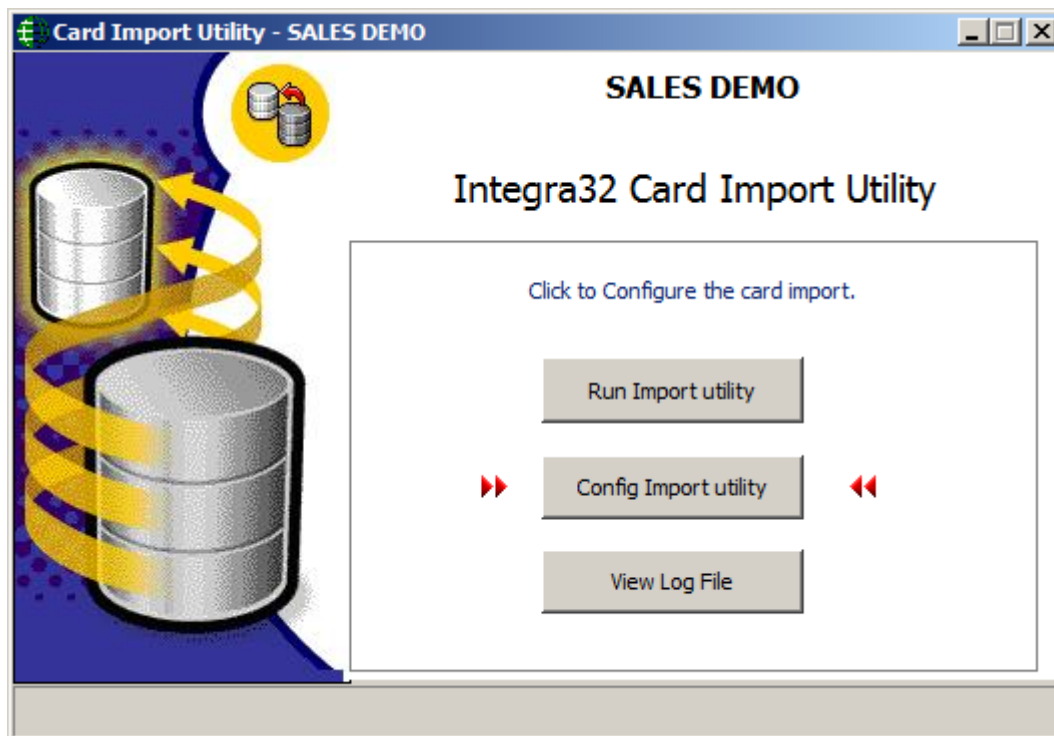 Card Import Utility - SALES DEMO
SALES DEMO
Integra32 Card Import Utility
Click to Configure the card import.
Run Import utility
Config Import utility
View Log File